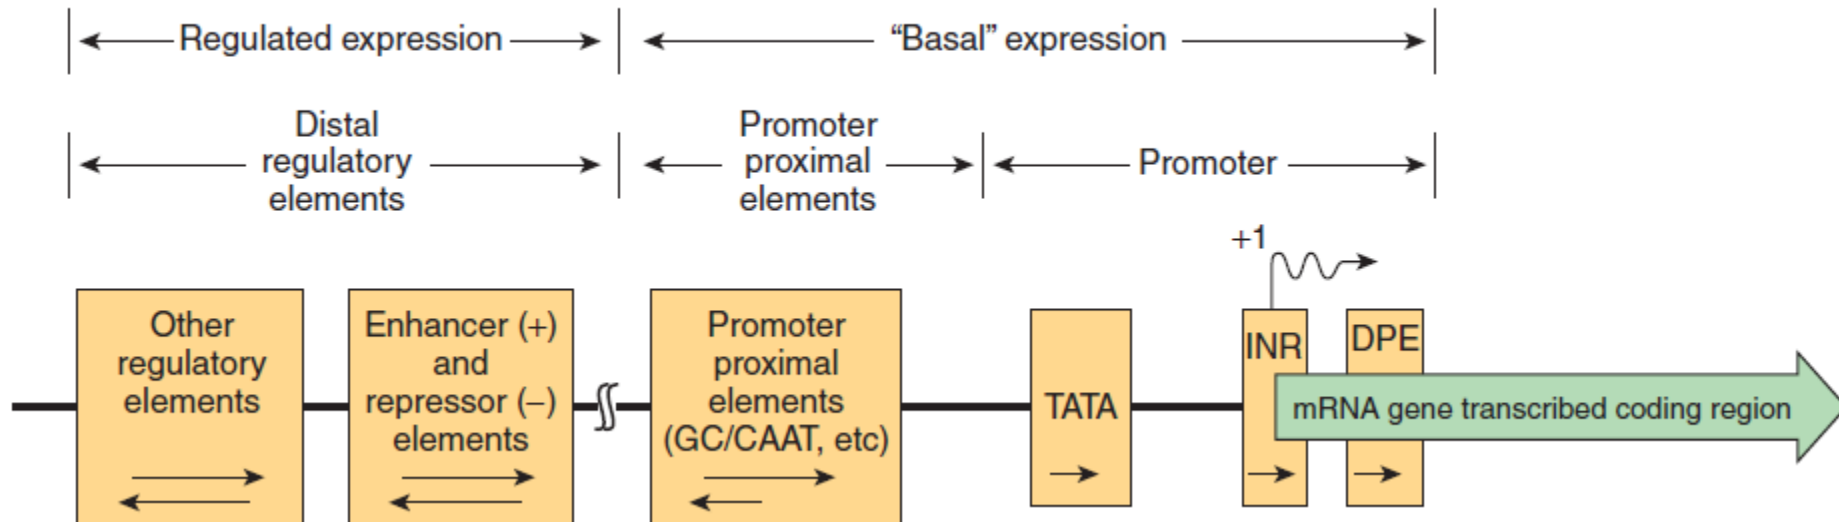 Regulated expression
“Basal” expression
Distal
regulatory
elements
Promoter
proximal
elements
Promoter
+1
Other
regulatory
elements
Enhancer (+)
and
repressor (−)
elements
Promoter
proximal
elements
(GC/CAAT, etc)
TATA
INR
DPE
mRNA gene transcribed coding region